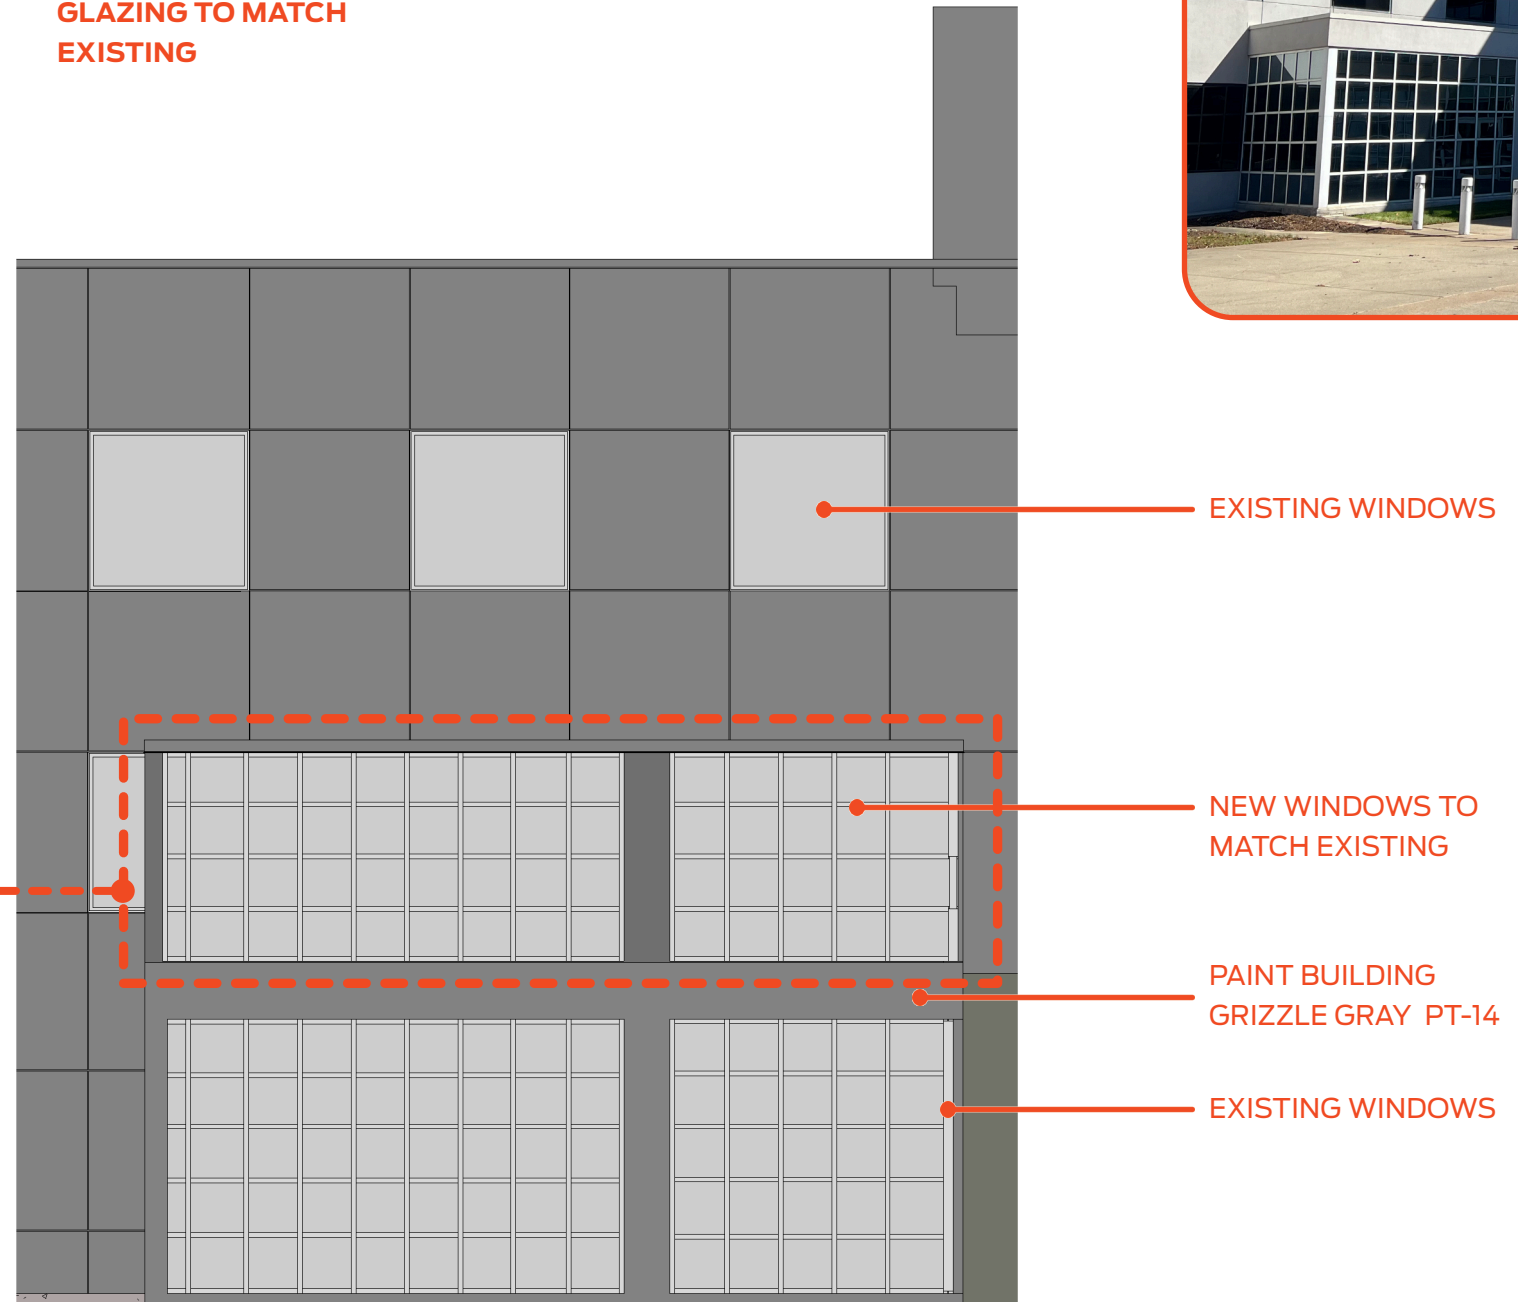 GLAZING TO MATCH
EXISTING
EXISTING WINDOWS
NEW WINDOWS TO
MATCH EXISTING
PAINT BUILDING
GRIZZLE GRAY PT-14
EXISTING WINDOWS